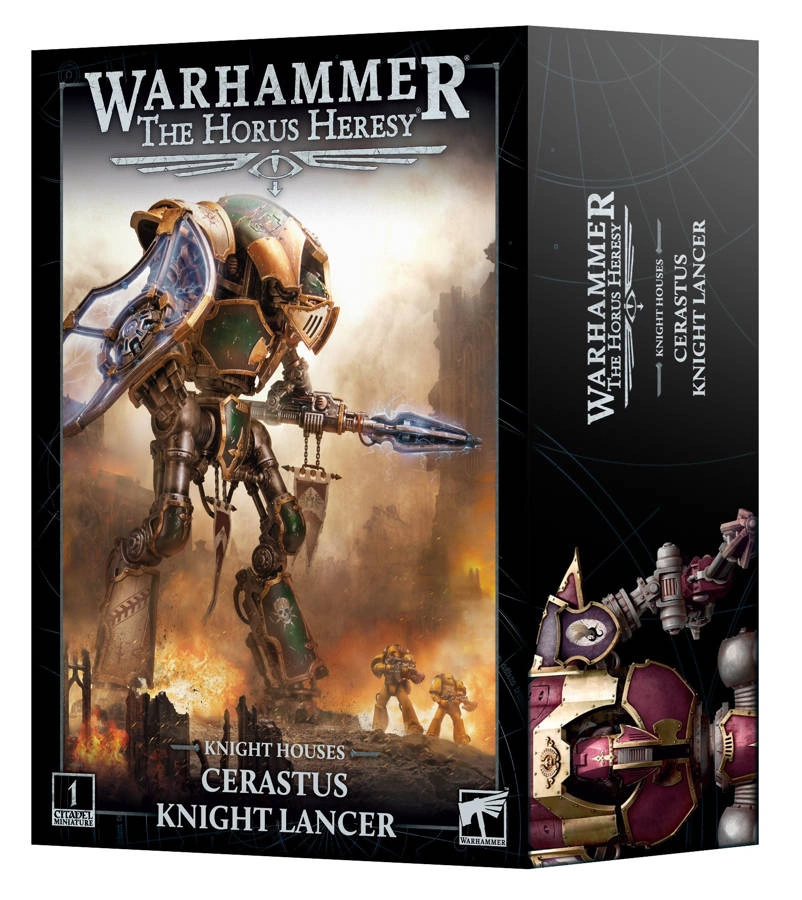 WARHAMMER®
THE HORUS HERESY®
KNIGHT HOUSES
CERASTUS
KNIGHT LANCER
1
CITADEL
MINIATURE
WARHAMMER
WARHAMMER
THE HORUS HERESY
KNIGHT HOUSES
CERASTUS
KNIGHT LANCER